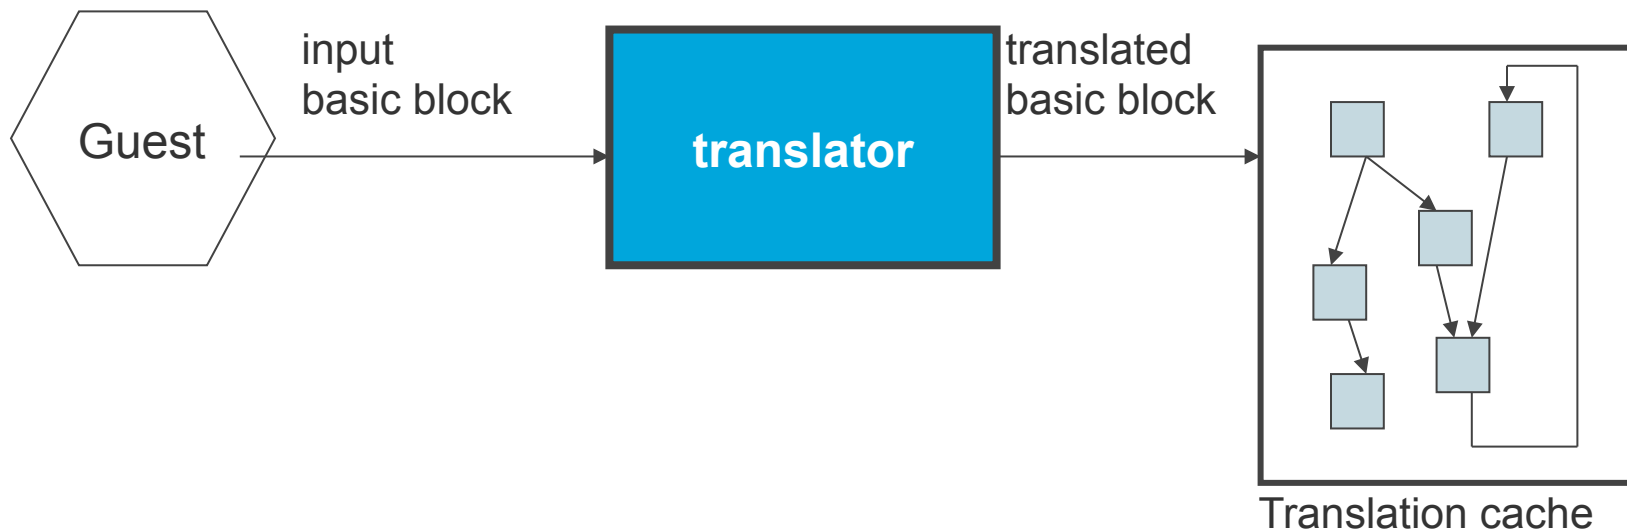 Guest
input
basic block
translator
translated
basic block
Translation cache